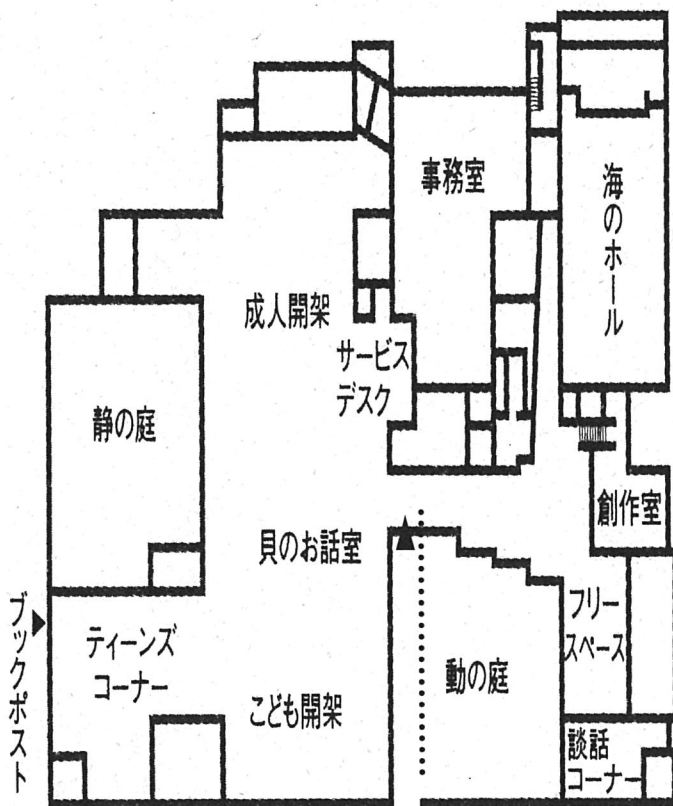 事務室
海のホール
成人開架
サービス
デスク
静の庭
創作室
貝のお話室
ブックポスト
ティーンズ
コーナー
フリー
スペース
動の庭
こども開架
談話
コーナー